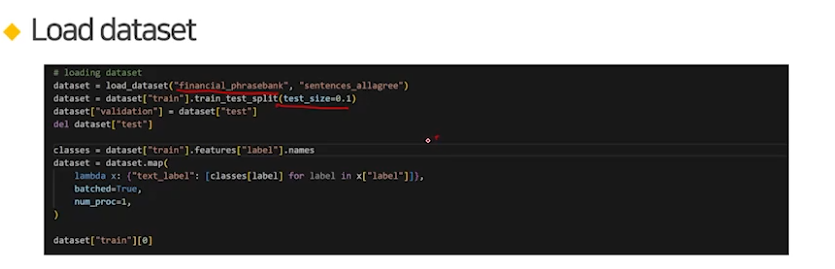 Load dataset
# loading dataset
dataset = load_dataset("financial_phrasebank", "sentences_allagree")
dataset = dataset["train"].train_test_split(test_size=0.1)
dataset["validation"] = dataset["test"]
del dataset["test"]
classes = dataset["train"].features["label"].names
dataset = dataset.map(
    lambda x: {"text_label": [classes[label] for label in x["label"]]},
    batched=True,
    num_proc=1,
)
dataset["train"][0]